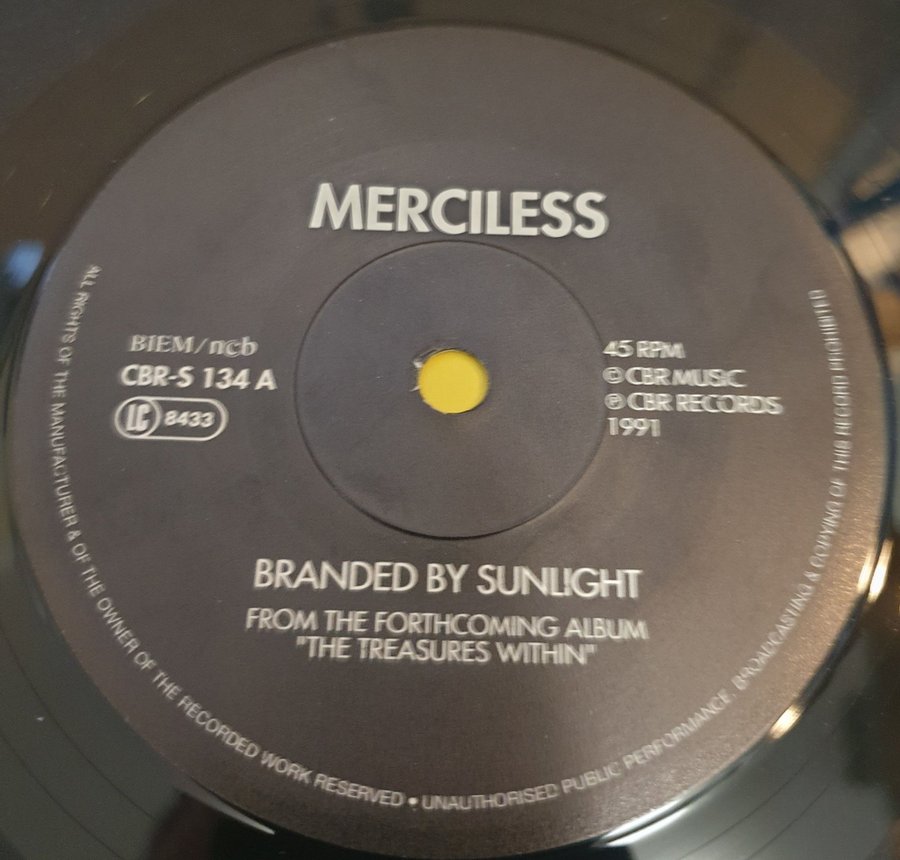 MERCILESS
BIEM/ncb
CBR-S 134 A
LC 8433
45 RPM
© CBR MUSIC
℗ CBR RECORDS
1991
BRANDED BY SUNLIGHT
FROM THE FORTHCOMING ALBUM
"THE TREASURES WITHIN"
ALL RIGHTS OF THE MANUFACTURER & OF THE OWNER OF THE RECORDED WORK RESERVED • UNAUTHORISED PUBLIC PERFORMANCE. BROADCASTING & COPYING OF THIS RECORD PROHIBITED